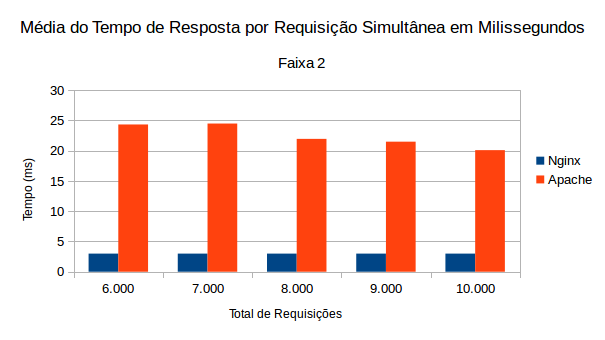 Média do Tempo de Resposta por Requisição Simultânea em Milissegundos
Faixa 2
30
25
20
15
10
5
0
Tempo (ms)
6.000 7.000 8.000 9.000 10.000
Total de Requisições
Nginx
Apache